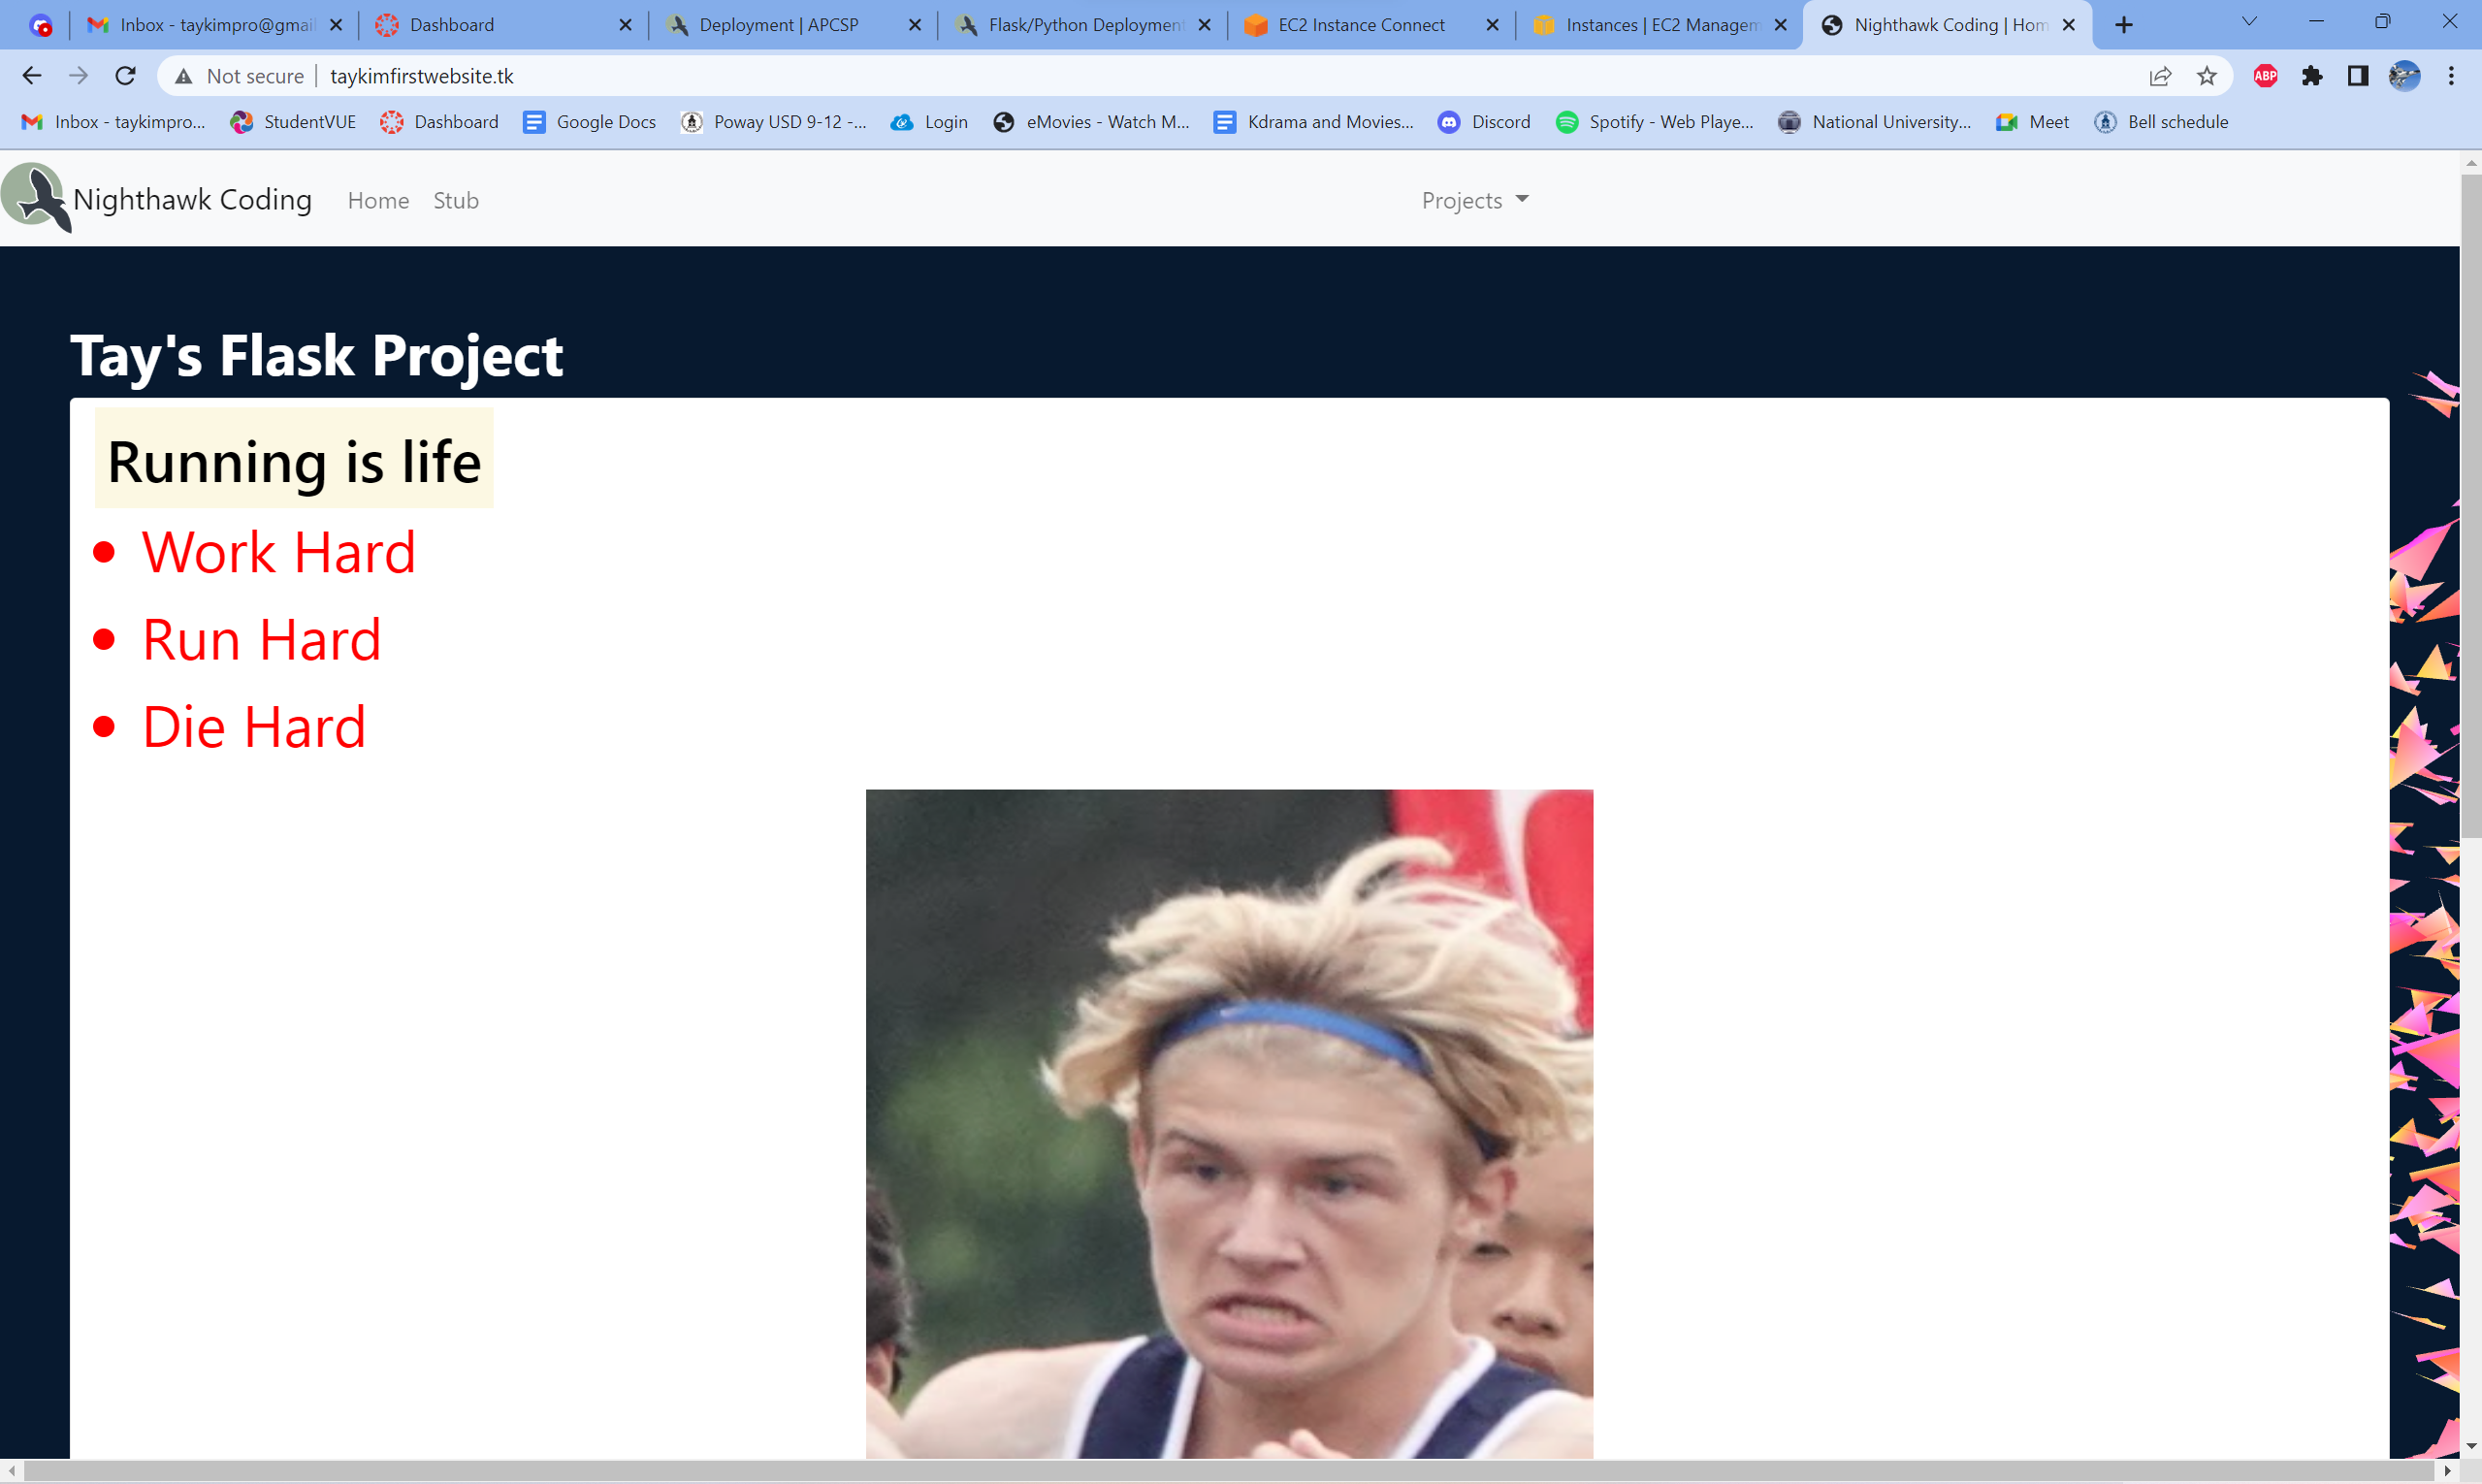 Inbox - taykimpro@gmai
Dashboard
Deployment | APCSP
Flask/Python Deployment
EC2 Instance Connect
Instances | EC2 Managem
Nighthawk Coding | Hom
Not secure
taykimfirstwebsite.tk
ABP
Inbox - taykimpro...
StudentVUE
Dashboard
Google Docs
Poway USD 9-12 -...
Login
eMovies - Watch M...
Kdrama and Movies...
Discord
Spotify - Web Playe...
National University...
Meet
Bell schedule
Nighthawk Coding
Home
Stub
Projects
Tay's Flask Project
Running is life
Work Hard
Run Hard
Die Hard